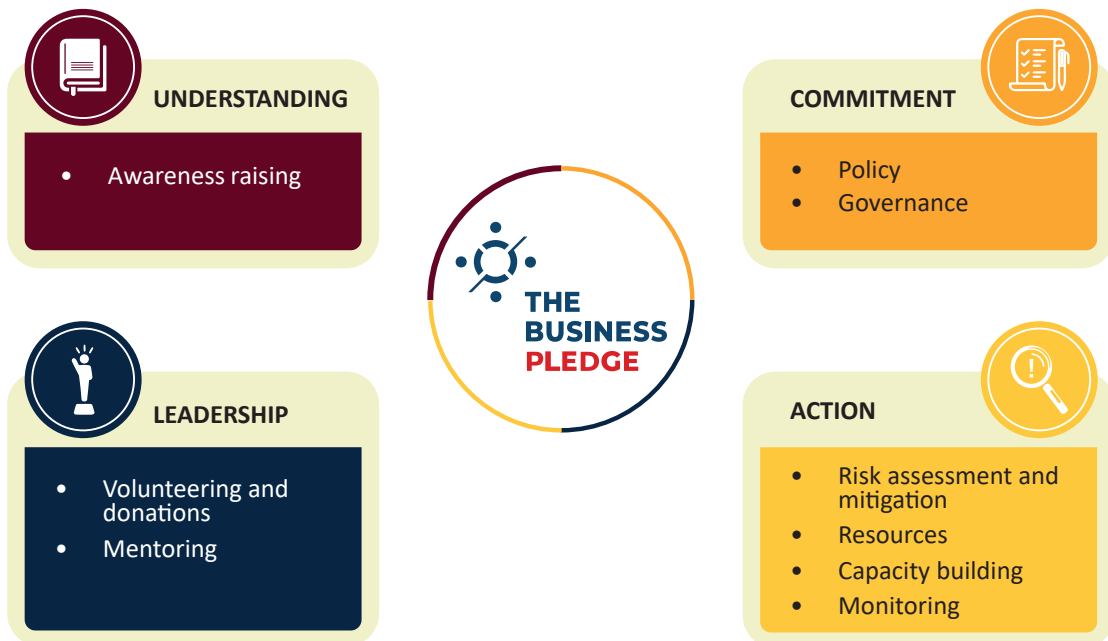 UNDERSTANDING
• Awareness raising
COMMITMENT
• Policy
• Governance
THE
BUSINESS
PLEDGE
LEADERSHIP
• Volunteering and
donations
• Mentoring
ACTION
• Risk assessment and
mitigation
• Resources
• Capacity building
• Monitoring